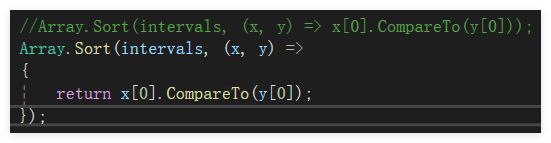 //Array.Sort(intervals, (x, y) => x[0].CompareTo(y[0]));
Array.Sort(intervals, (x, y) =>
{
    return x[0].CompareTo(y[0]);
});